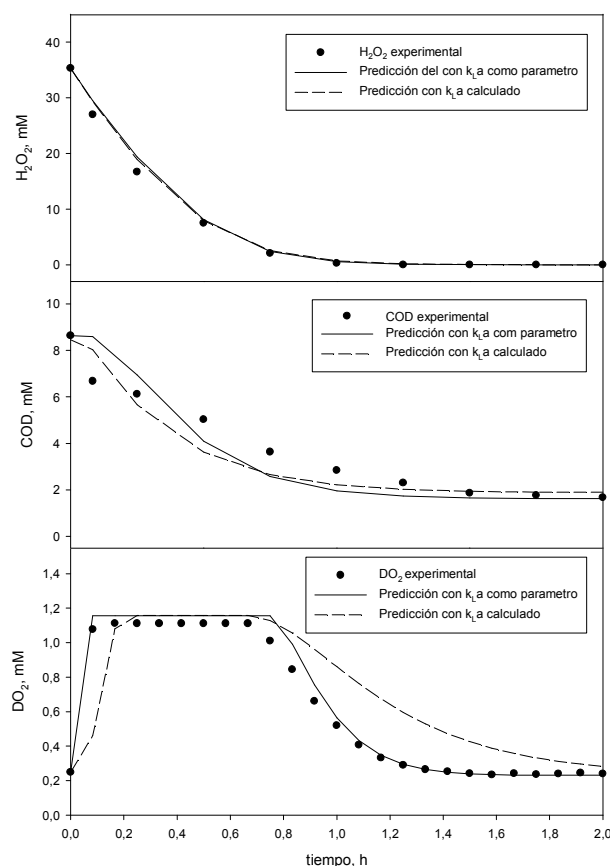 40
30
20
10
0
H₂O₂, mM
H₂O₂ experimental
Predicción del con kLa como parametro
Predicción con kLa calculado
10
8
6
4
2
0
COD, mM
COD experimental
Predicción con kLa com parametro
Predicción con kLa calculado
1,4
1,2
1,0
0,8
0,6
0,4
0,2
0,0
DO₂, mM
DO₂ experimental
Predicción con kLa como parametro
Predicción con kLa calculado
0,0 0,2 0,4 0,6 0,8 1,0 1,2 1,4 1,6 1,8 2,0
tiempo, h